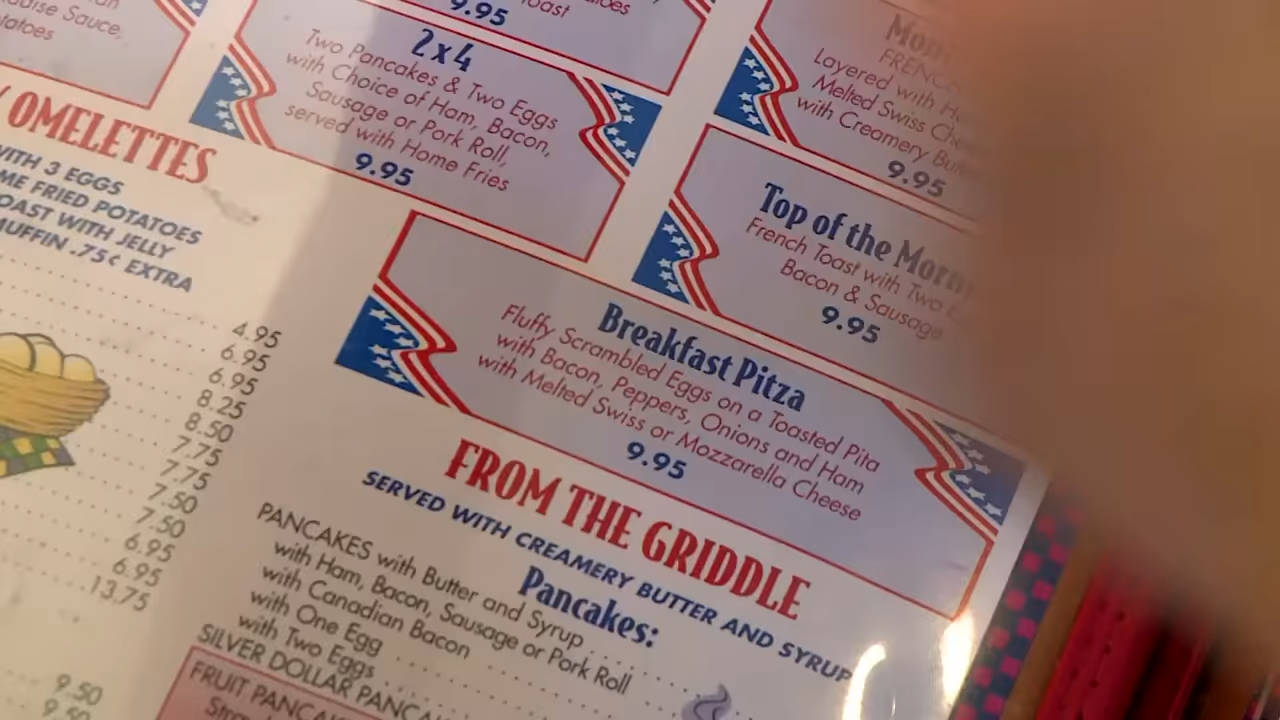 Sauce,
9.95
2x4
Two Pancakes & Two Eggs
with Choice of Ham, Bacon,
Sausage or Pork Roll,
served with Home Fries
9.95
OMELETTES
WITH 3 EGGS
FRIED POTATOES
TOAST WITH JELLY
MUFFIN .75¢ EXTRA
4.95
6.95
6.95
8.25
8.50
7.75
7.75
7.50
7.50
6.95
6.95
13.75
9.50
9.50
Layered with
Melted Swiss
with Creamery
9.95
Top of the
French Toast with Two
Bacon & Sausage
9.95
Breakfast Pitza
Fluffy Scrambled Eggs on a Toasted Pita
with Bacon, Peppers, Onions and Ham
with Melted Swiss or Mozzarella Cheese
9.95
FROM THE GRIDDLE
SERVED WITH CREAMERY BUTTER AND SYRUP
Pancakes:
PANCAKES with Butter and Syrup
with Ham, Bacon, Sausage or Pork Roll
with Canadian Bacon
with One Egg
with Two Eggs
SILVER DOLLAR
FRUIT